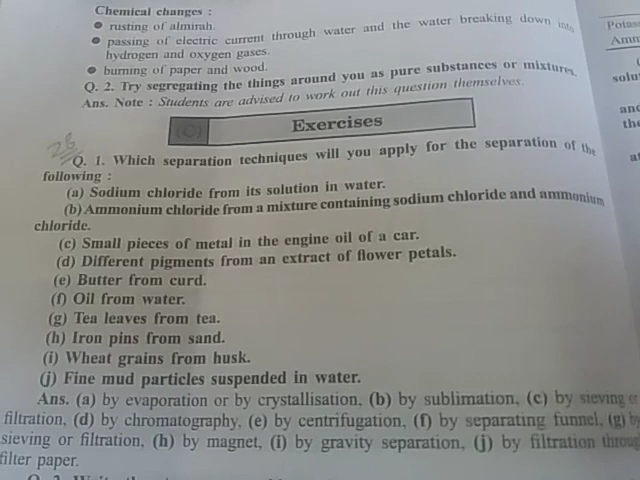 Chemical changes :
● rusting of almirah.
● passing of electric current through water and the water breaking down into
hydrogen and oxygen gases.
● burning of paper and wood.
Q. 2. Try segregating the things around you as pure substances or mixtures.
Ans. Note : Students are advised to work out this question themselves.
(C) Exercises
26
Q. 1. Which separation techniques will you apply for the separation of the
following :
(a) Sodium chloride from its solution in water.
(b) Ammonium chloride from a mixture containing sodium chloride and ammonium
chloride.
(c) Small pieces of metal in the engine oil of a car.
(d) Different pigments from an extract of flower petals.
(e) Butter from curd.
(f) Oil from water.
(g) Tea leaves from tea.
(h) Iron pins from sand.
(i) Wheat grains from husk.
(j) Fine mud particles suspended in water.
Ans. (a) by evaporation or by crystallisation, (b) by sublimation, (c) by sieving or
filtration, (d) by chromatography, (e) by centrifugation, (f) by separating funnel, (g) by
sieving or filtration, (h) by magnet, (i) by gravity separation, (j) by filtration through
filter paper.